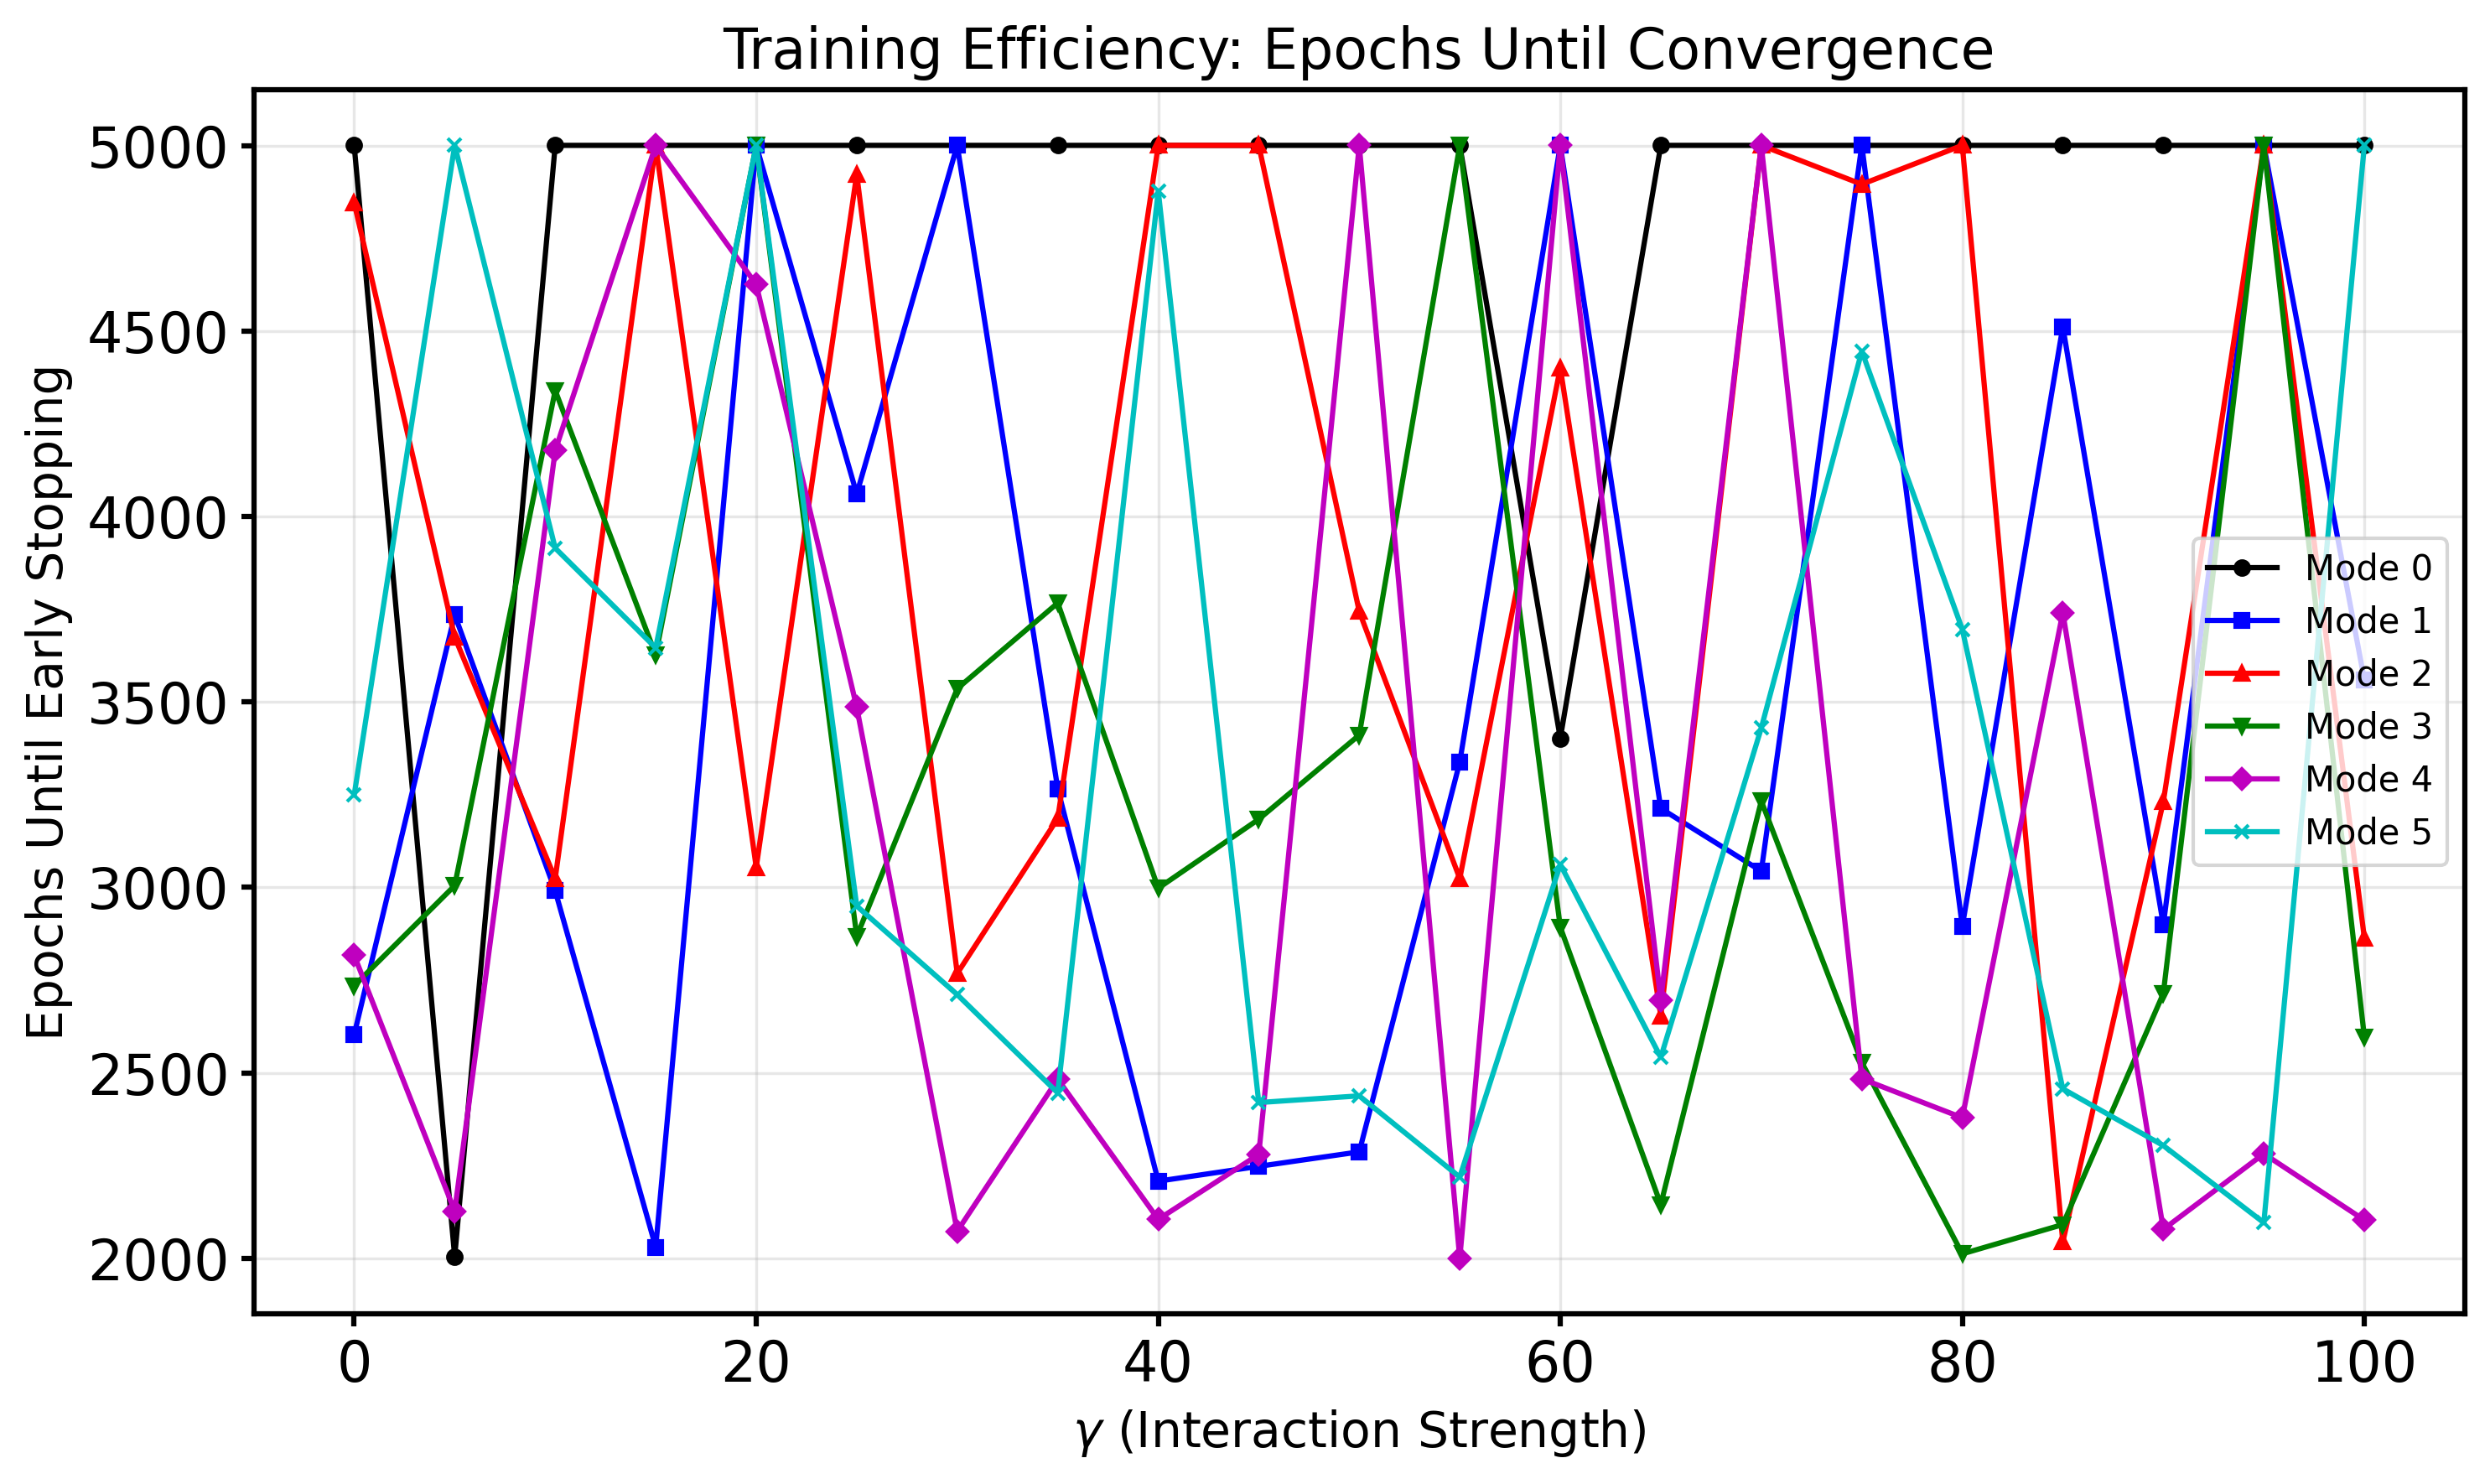 Training Efficiency: Epochs Until Convergence
Epochs Until Early Stopping
5000
4500
4000
3500
3000
2500
2000
0
20
40
60
80
100
γ (Interaction Strength)
Mode 0
Mode 1
Mode 2
Mode 3
Mode 4
Mode 5